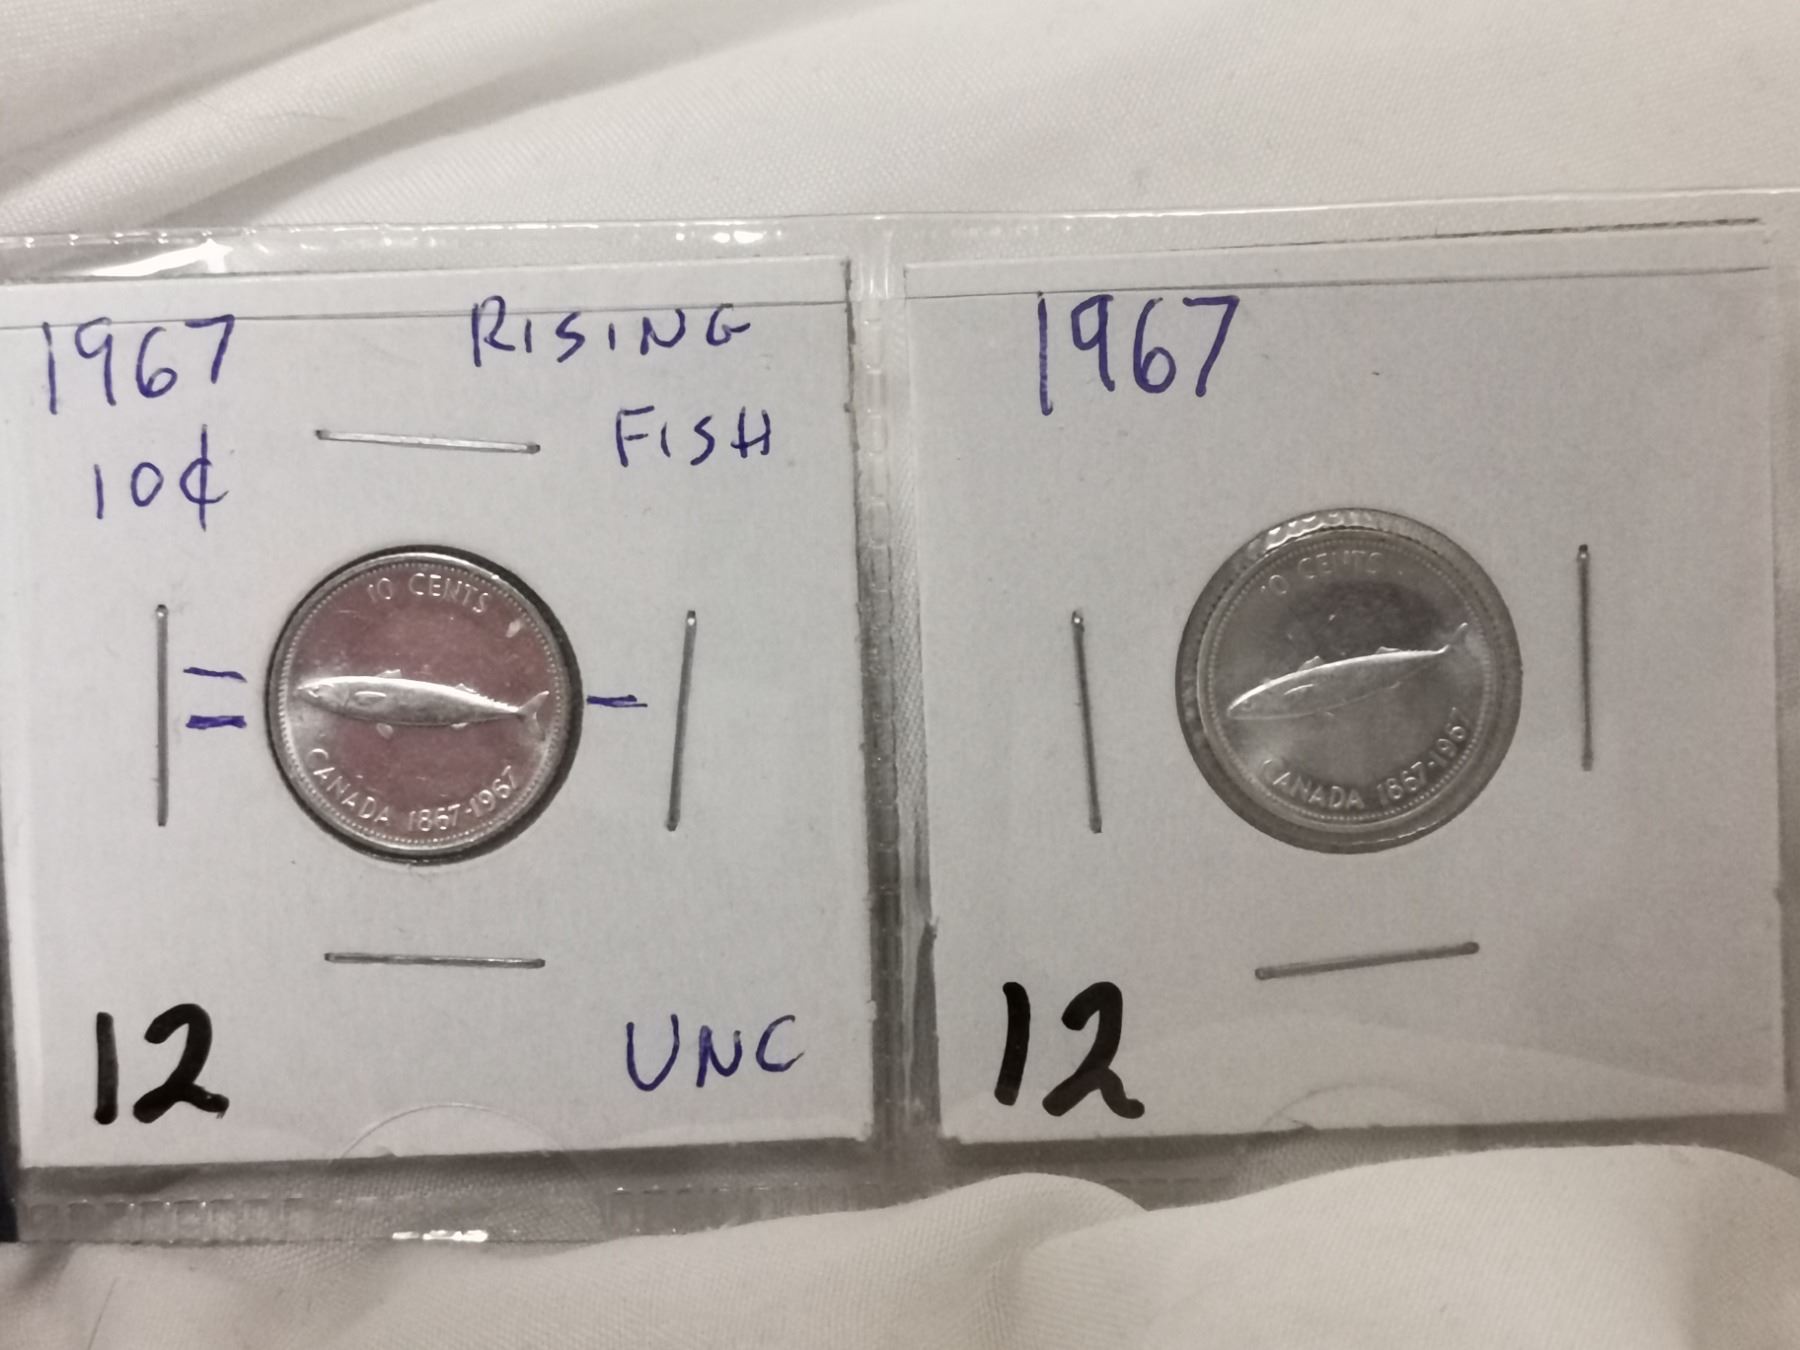 1967
RISING
FISH
10¢
10 CENTS
CANADA 1867-1967
12
UNC
1967
10 CENTS
CANADA 1867-1967
12